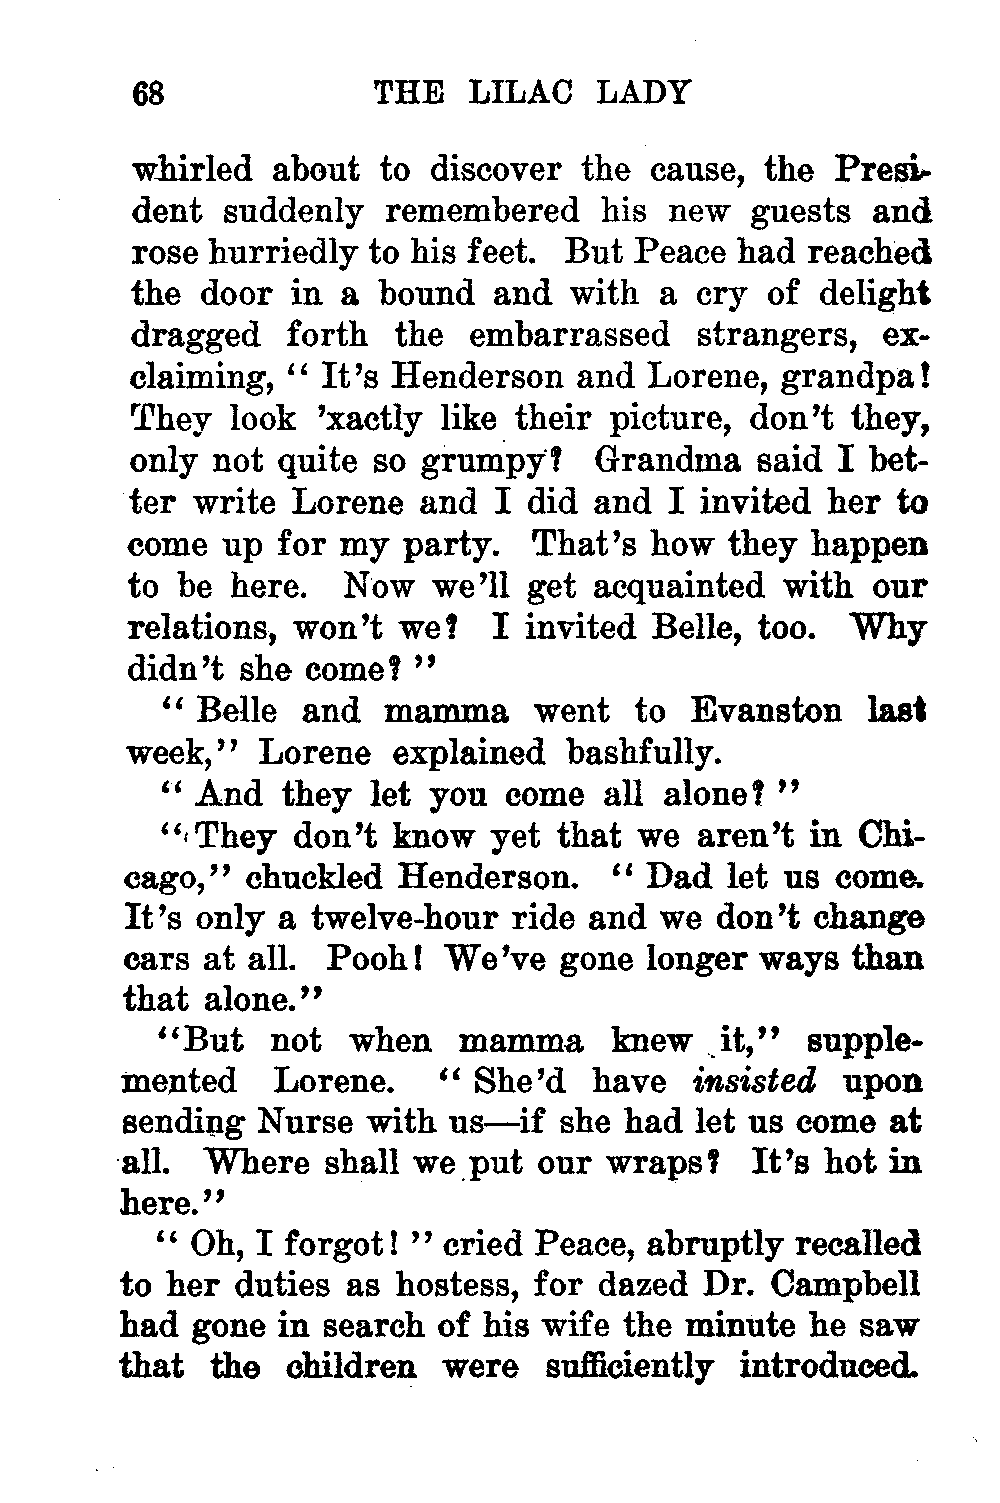 68 THE LILAC LADY
whirled about to discover the cause, the Presi-
dent suddenly remembered his new guests and
rose hurriedly to his feet. But Peace had reached
the door in a bound and with a cry of delight
dragged forth the embarrassed strangers, ex-
claiming, " It's Henderson and Lorene, grandpa!
They look 'xactly like their picture, don't they,
only not quite so grumpy? Grandma said I bet-
ter write Lorene and I did and I invited her to
come up for my party. That's how they happen
to be here. Now we'll get acquainted with our
relations, won't we? I invited Belle, too. Why
didn't she come? "
" Belle and mamma went to Evanston last
week," Lorene explained bashfully.
" And they let you come all alone? "
" They don't know yet that we aren't in Chi-
cago," chuckled Henderson. " Dad let us come.
It's only a twelve-hour ride and we don't change
cars at all. Pooh! We've gone longer ways than
that alone."
"But not when mamma knew it," supple-
mented Lorene. " She'd have insisted upon
sending Nurse with us—if she had let us come at
all. Where shall we put our wraps? It's hot in
here."
" Oh, I forgot! " cried Peace, abruptly recalled
to her duties as hostess, for dazed Dr. Campbell
had gone in search of his wife the minute he saw
that the children were sufficiently introduced.